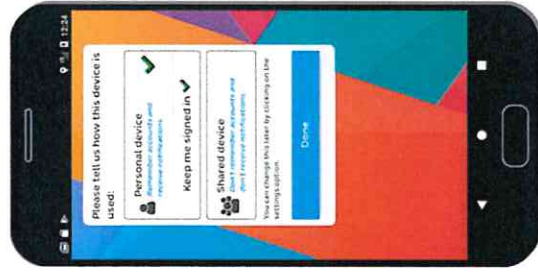 12:24
Please tell us how this device is
used:
Personal device
Remember accounts and
receive notifications
Keep me signed in
Shared device
Don't remember accounts and
don't receive notifications
You can change this later by clicking on the
settings option.
Done